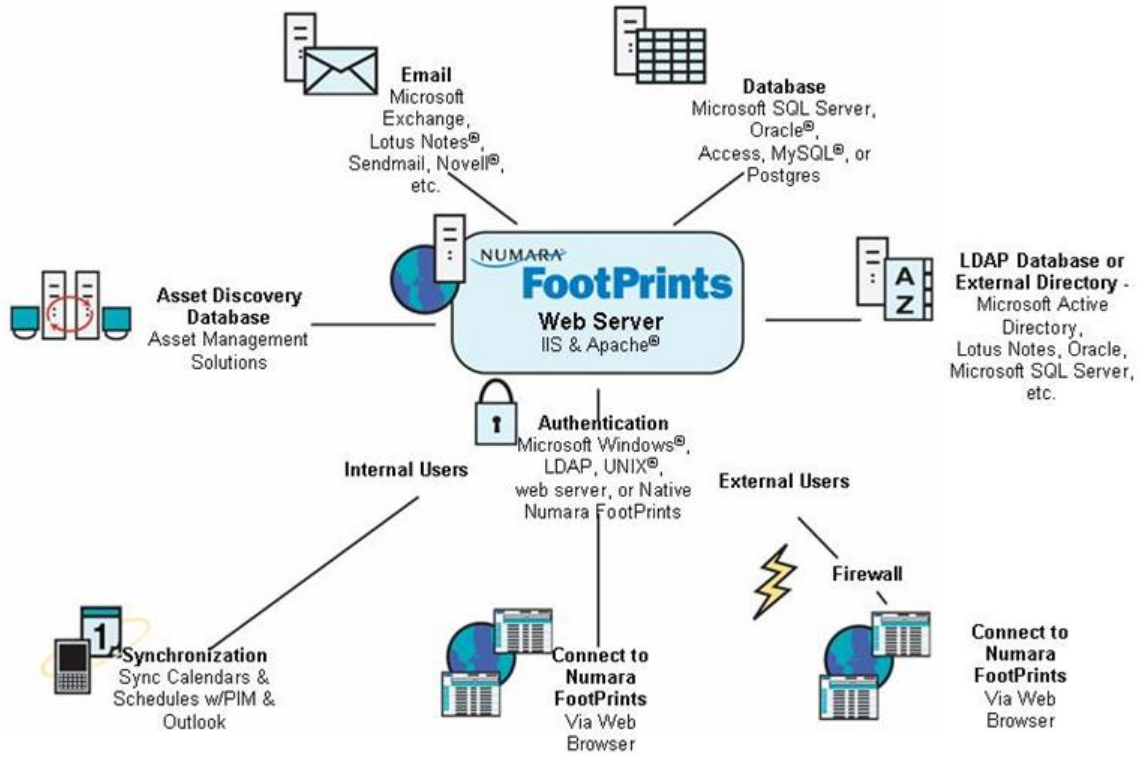 Email
Microsoft
Exchange,
Lotus Notes®,
Sendmail, Novell®,
etc.
Database
Microsoft SQL Server,
Oracle®,
Access, MySQL®, or
Postgres
NUMARA
FootPrints
Web Server
IIS & Apache®
Asset Discovery
Database
Asset Management
Solutions
A
Z
LDAP Database or
External Directory -
Microsoft Active
Directory,
Lotus Notes, Oracle,
Microsoft SQL Server,
etc.
Authentication
Microsoft Windows®,
LDAP, UNIX®,
web server, or Native
Numara FootPrints
Internal Users
External Users
Firewall
1
Synchronization
Sync Calendars &
Schedules w/PIM &
Outlook
Connect to
Numara
FootPrints
Via Web
Browser
Connect to
Numara
FootPrints
Via Web
Browser